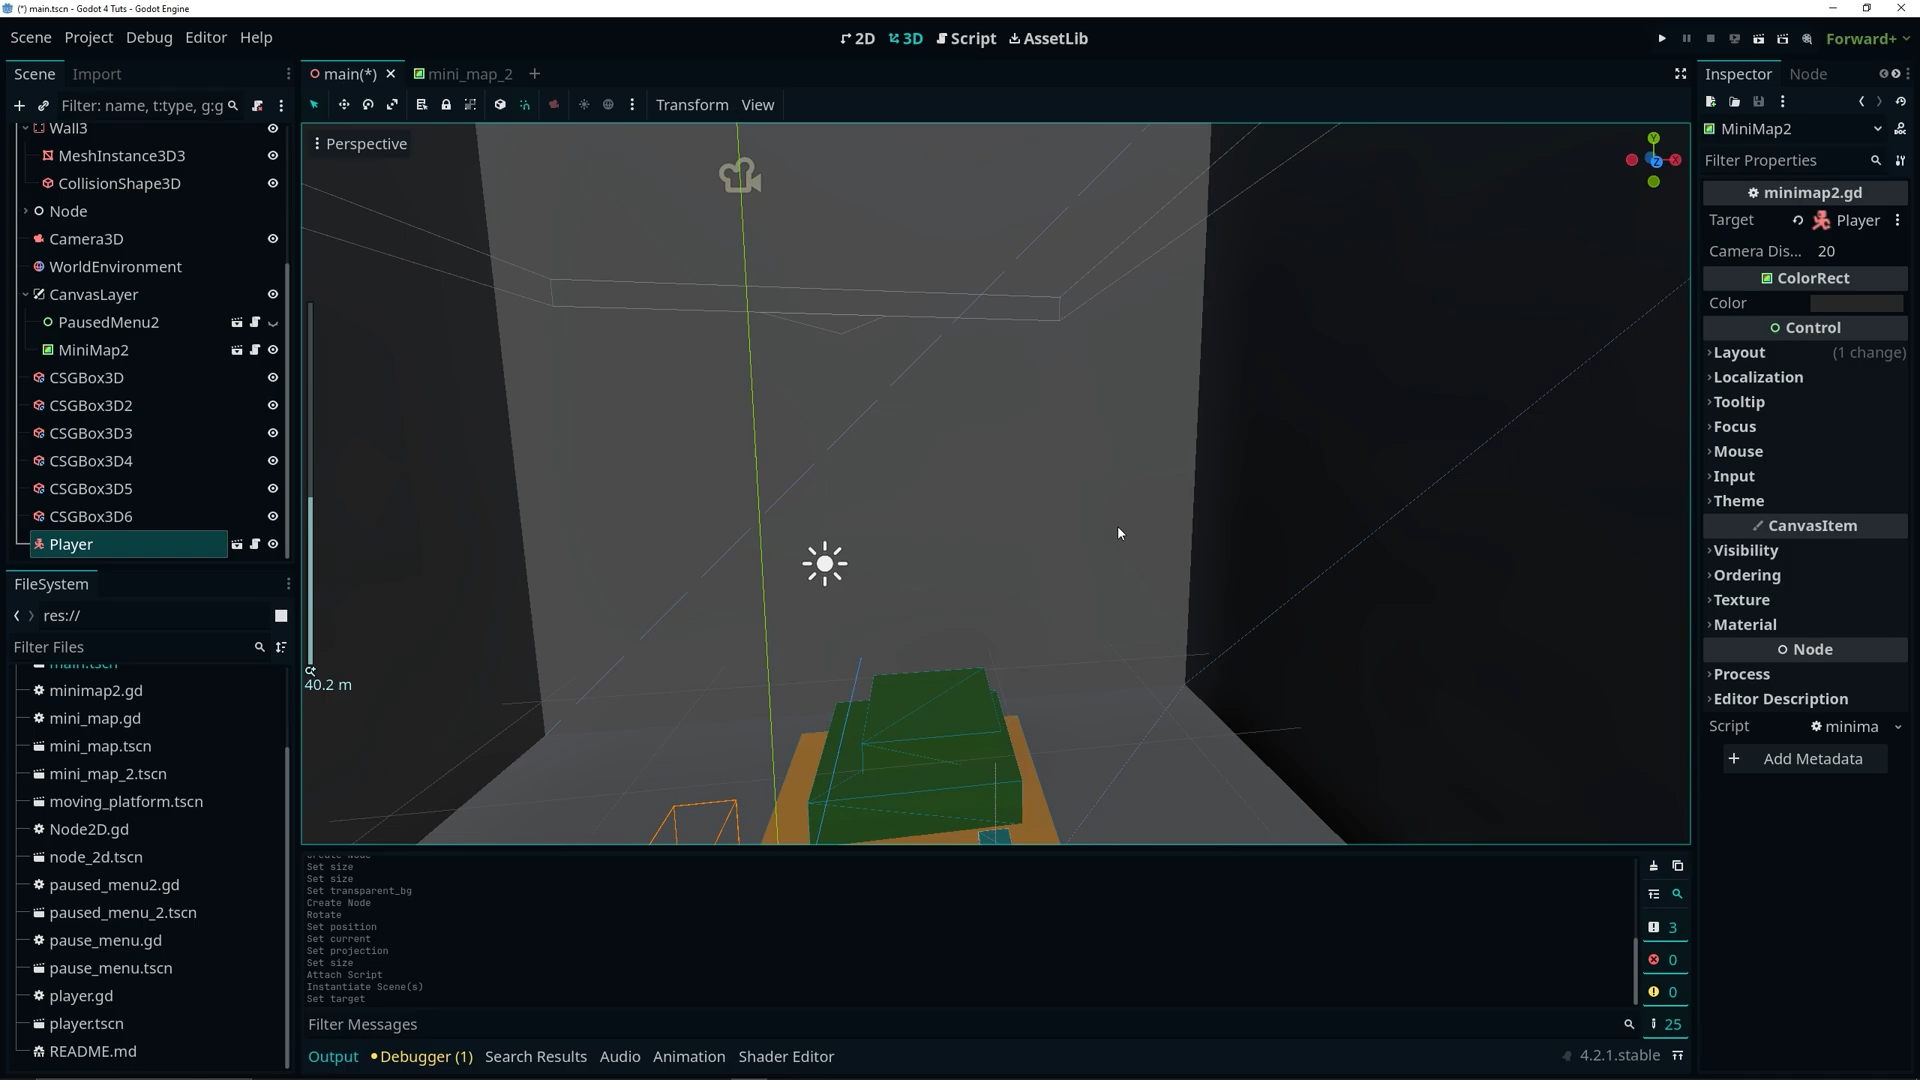 (*) main.tscn - Godot 4 Tuts - Godot Engine
Scene Project Debug Editor Help
2D 3D Script AssetLib
Forward+
Scene Import
main(*) mini_map_2
Inspector Node
Filter: name, t:type, g:g
Transform View
Wall3
MeshInstance3D3
CollisionShape3D
Node
Camera3D
WorldEnvironment
CanvasLayer
PausedMenu2
MiniMap2
CSGBox3D
CSGBox3D2
CSGBox3D3
CSGBox3D4
CSGBox3D5
CSGBox3D6
Player
FileSystem
res://
Filter Files
main.tscn
minimap2.gd
mini_map.gd
mini_map.tscn
mini_map_2.tscn
moving_platform.tscn
Node2D.gd
node_2d.tscn
paused_menu2.gd
paused_menu_2.tscn
pause_menu.gd
pause_menu.tscn
player.gd
player.tscn
README.md
Perspective
Y
X
Z
40.2 m
Create Node
Set size
Set size
Set transparent_bg
Create Node
Rotate
Set position
Set current
Set projection
Set size
Attach Script
Instantiate Scene(s)
Set target
3
0
0
25
Filter Messages
Output Debugger (1) Search Results Audio Animation Shader Editor
4.2.1.stable
MiniMap2
Filter Properties
minimap2.gd
Target Player
Camera Dis... 20
ColorRect
Color
Control
Layout (1 change)
Localization
Tooltip
Focus
Mouse
Input
Theme
CanvasItem
Visibility
Ordering
Texture
Material
Node
Process
Editor Description
Script minima
Add Metadata